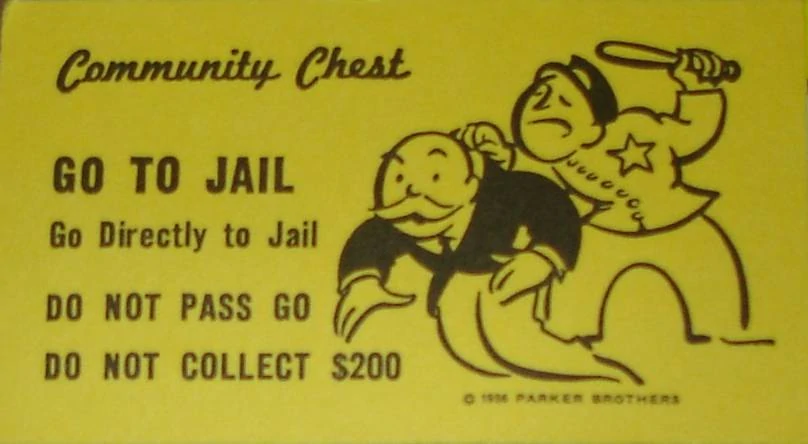 Community Chest
GO TO JAIL
Go Directly to Jail
DO NOT PASS GO
DO NOT COLLECT $200
© 1936 PARKER BROTHERS